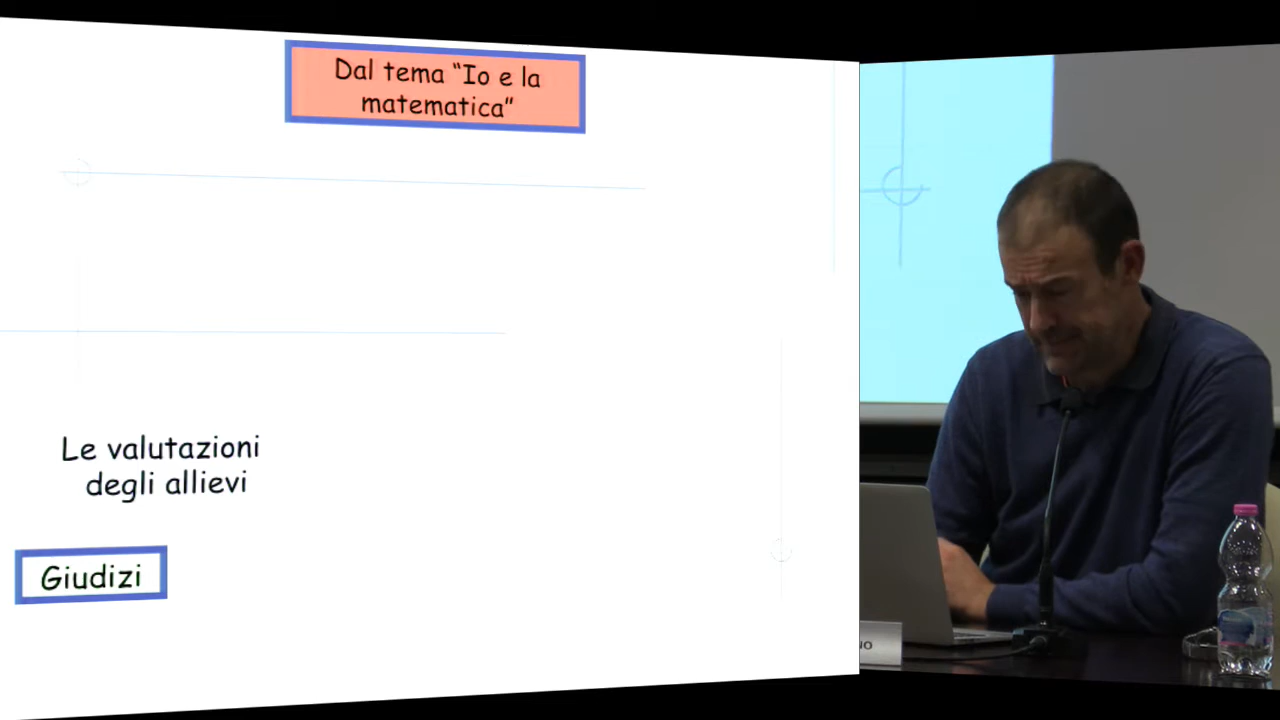 Dal tema “Io e la
matematica”
Le valutazioni
degli allievi
Giudizi